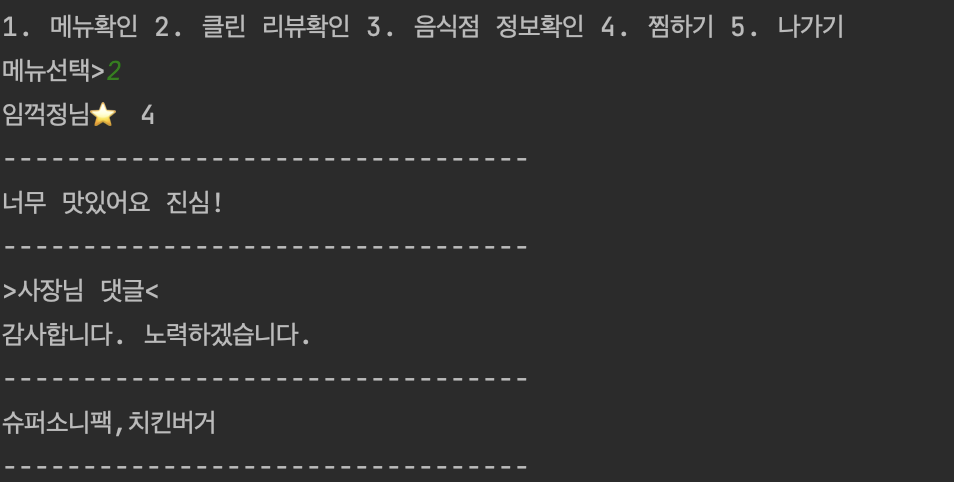 1. 메뉴확인 2. 클린 리뷰확인 3. 음식점 정보확인 4. 찜하기 5. 나가기
메뉴선택>2
임꺽정님⭐ 4
---------------------------------
너무 맛있어요 진심!
---------------------------------
>사장님 댓글<
감사합니다. 노력하겠습니다.
---------------------------------
슈퍼소니팩,치킨버거
---------------------------------